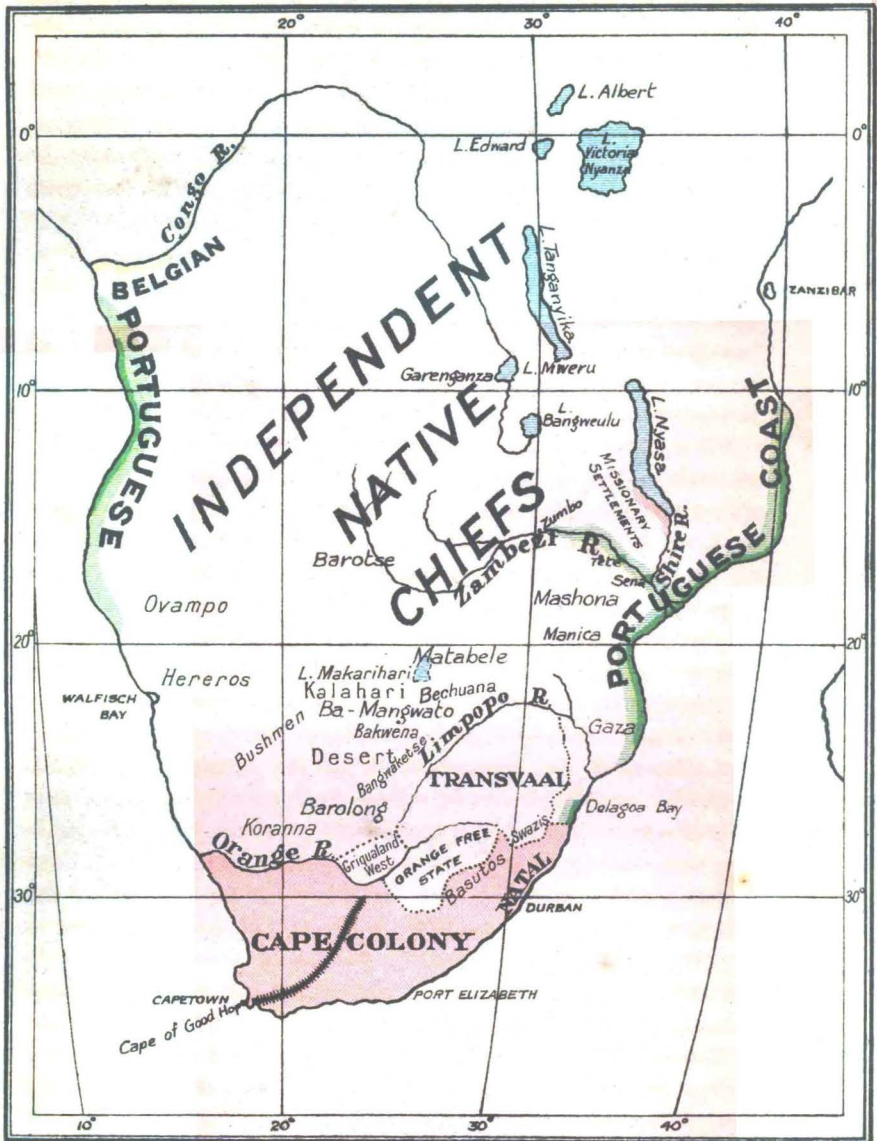 20°
30°
40°
L. Albert
0°
0°
L. Edward
L.
Victoria
Nyanza
Congo R.
BELGIAN
L. Tanganyika
ZANZIBAR
PORTUGUESE
INDEPENDENT
NATIVE
CHIEFS
Garenganza
L. Mweru
10°
10°
L.
Bangweulu
L. Nyasa
COAST
MISSIONARY
SETTLEMENTS
Zumbo
Barotse
Zambezi R.
Tete
Sena
Shire R.
PORTUGUESE
Ovampo
Mashona
Manica
20°
20°
Matabele
Hereros
L. Makarihari
Kalahari
Bechuana
WALFISCH
BAY
Ba-Mangwato
Bakwena
Bushmen
Desert
Bangwaketse
Limpopo R.
Gaza
TRANSVAAL
Barolong
Delagoa Bay
Koranna
Swazis
Orange R.
Griqualand
West
ORANGE FREE
STATE
Basutos
NATAL
30°
30°
DURBAN
CAPE COLONY
CAPETOWN
PORT ELIZABETH
Cape of Good Hope
10°
20°
30°
40°